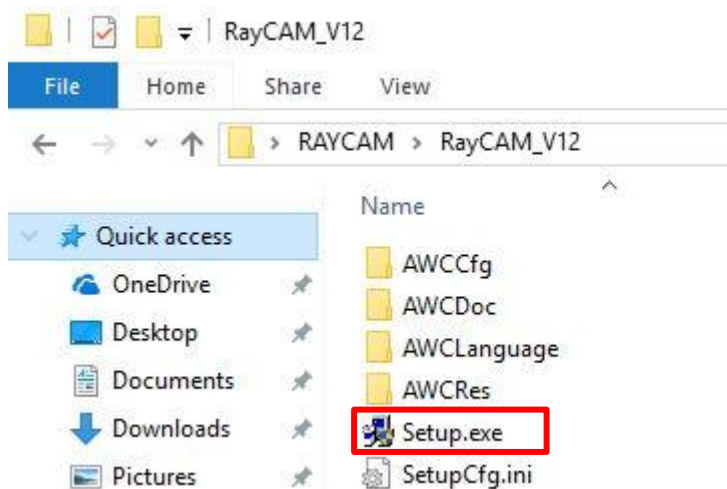 RayCAM_V12
File Home Share View
RAYCAM > RayCAM_V12
Name
Quick access
OneDrive
Desktop
Documents
Downloads
Pictures
AWCCfg
AWCDoc
AWCLanguage
AWCRes
Setup.exe
SetupCfg.ini